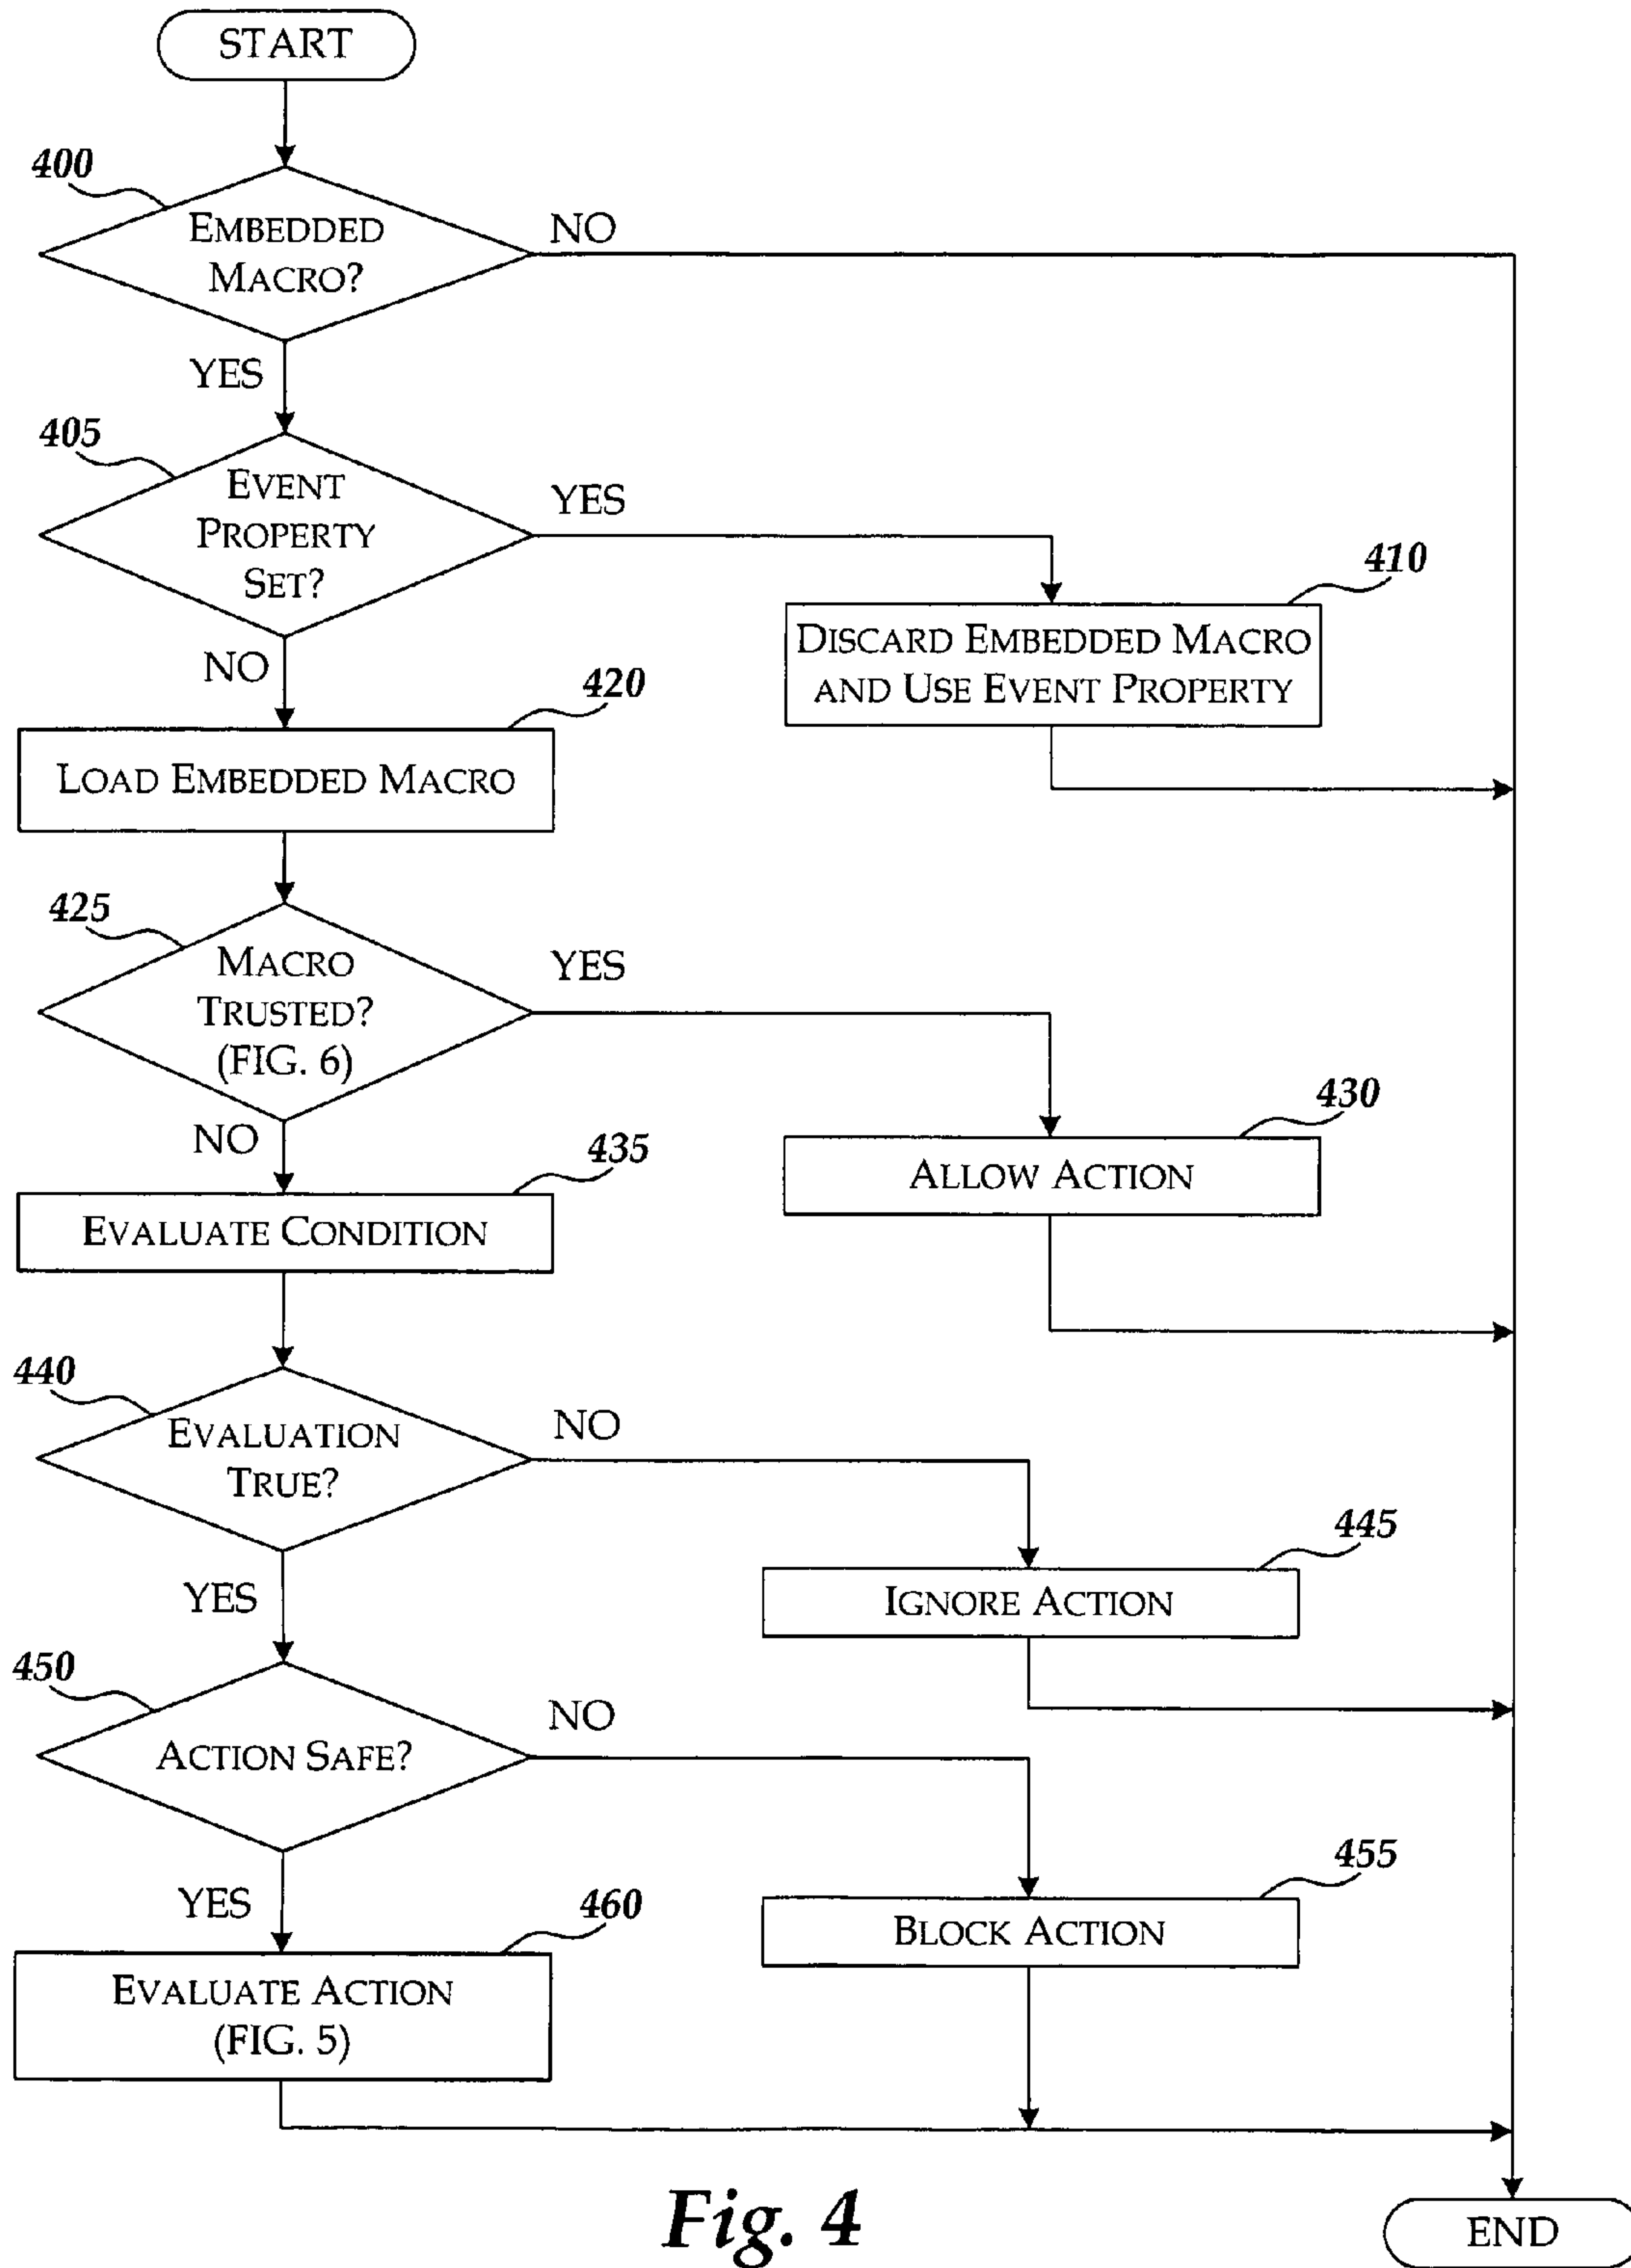 START
400
EMBEDDED
MACRO?
NO
YES
405
EVENT
PROPERTY
SET?
YES
410
DISCARD EMBEDDED MACRO
AND USE EVENT PROPERTY
NO
420
LOAD EMBEDDED MACRO
425
MACRO
TRUSTED?
(FIG. 6)
YES
430
ALLOW ACTION
NO
435
EVALUATE CONDITION
440
EVALUATION
TRUE?
NO
445
IGNORE ACTION
YES
450
ACTION SAFE?
NO
455
BLOCK ACTION
YES
460
EVALUATE ACTION
(FIG. 5)
Fig. 4
END